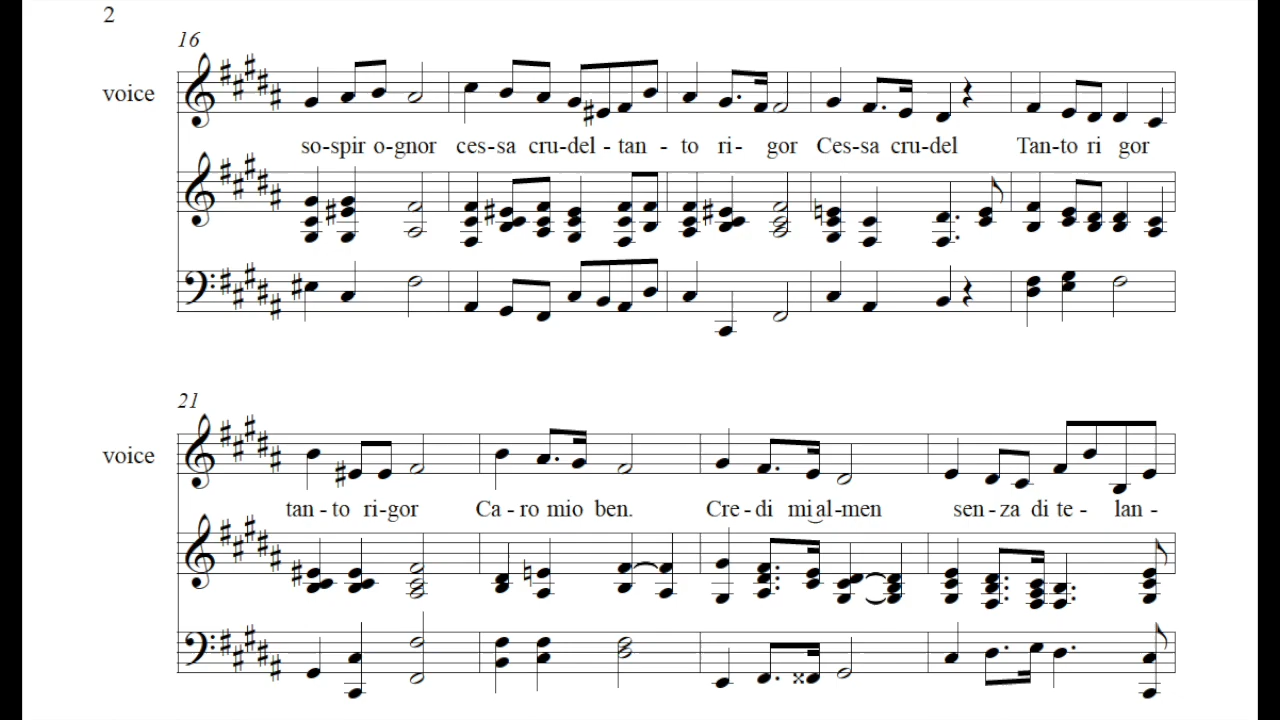 2
16
voice
so-spir o-gnor ces-sa cru-del - tan - to ri- gor Ces-sa cru-del Tan-to ri gor
21
voice
tan - to ri-gor Ca - ro mio ben. Cre - di mi‿al-men sen - za di te - lan -